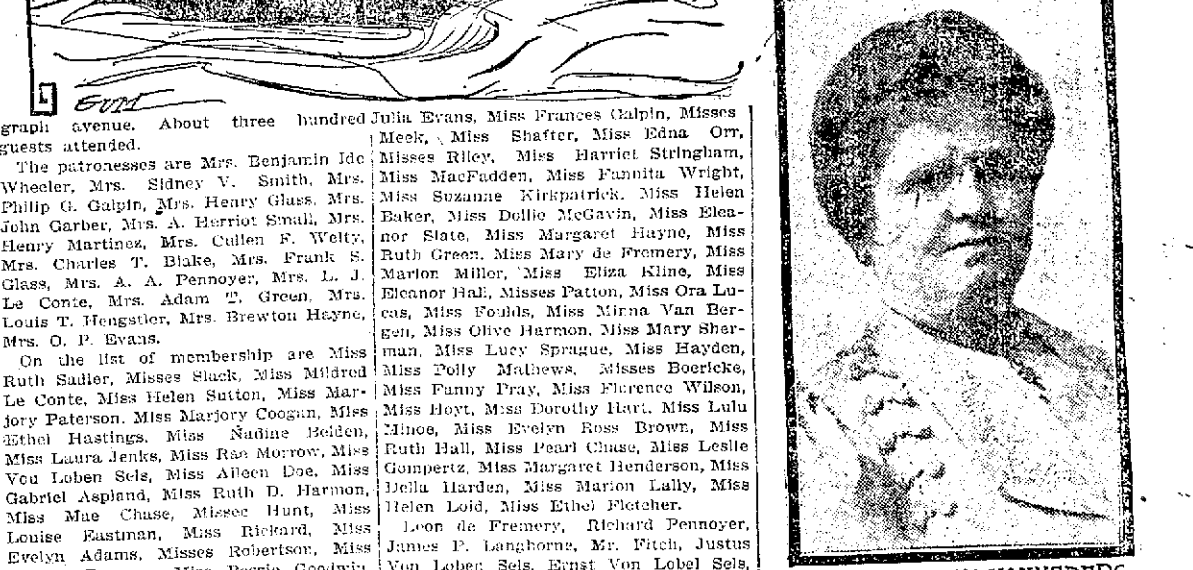 graph avenue. About three hundred
guests attended.
The patronesses are Mrs. Benjamin Ide
Wheeler, Mrs. Sidney V. Smith, Mrs.
Philip G. Galpin, Mrs. Henry Glass, Mrs.
John Garber, Mrs. A. Herriot Small, Mrs.
Henry Martinez, Mrs. Cullen F. Welty,
Mrs. Charles T. Blake, Mrs. Frank S.
Glass, Mrs. A. A. Pennoyer, Mrs. L. J.
Le Conte, Mrs. Adam T. Green, Mrs.
Louis T. Hengstler, Mrs. Brewton Hayne,
Mrs. O. P. Evans.
On the list of membership are Miss
Ruth Sadler, Misses Slack, Miss Mildred
Le Conte, Miss Helen Sutton, Miss Mar-
jory Paterson, Miss Marjory Coogan, Miss
Ethel Hastings, Miss Nadine Belden,
Miss Laura Jenks, Miss Rae Morrow, Miss
Von Loben Sels, Miss Aileen Doe, Miss
Gabriel Aspland, Miss Ruth D. Harmon,
Miss Mae Chase, Misses Hunt, Miss
Louise Eastman, Miss Rickard, Miss
Evelyn Adams, Misses Robertson, Miss
Miss Bessie Goodwin
Julia Evans, Miss Frances Galpin, Misses
Meek, Miss Shafter, Miss Edna Orr,
Misses Riley, Miss Harriet Stringham,
Miss MacFadden, Miss Fannita Wright,
Miss Suzanne Kirkpatrick, Miss Helen
Baker, Miss Dollie McGavin, Miss Elea-
nor Slate, Miss Margaret Hayne, Miss
Ruth Green, Miss Mary de Fremery, Miss
Marion Miller, Miss Eliza Kline, Miss
Eleanor Hall, Misses Patton, Miss Ora Lu-
cas, Miss Foulds, Miss Minna Van Ber-
gen, Miss Olive Harmon, Miss Mary Sher-
man, Miss Lucy Sprague, Miss Hayden,
Miss Polly Mathews, Misses Boericke,
Miss Fanny Pray, Miss Florence Wilson,
Miss Hoyt, Miss Dorothy Hart, Miss Lulu
Minoe, Miss Evelyn Ross Brown, Miss
Ruth Hall, Miss Pearl Chase, Miss Leslie
Gompertz, Miss Margaret Henderson, Miss
Della Harden, Miss Marion Lally, Miss
Helen Loid, Miss Ethel Fletcher.
Leon de Fremery, Richard Pennoyer,
James P. Langhorne, Mr. Fitch, Justus
Von Loben Sels, Ernst Von Lobel Sels,